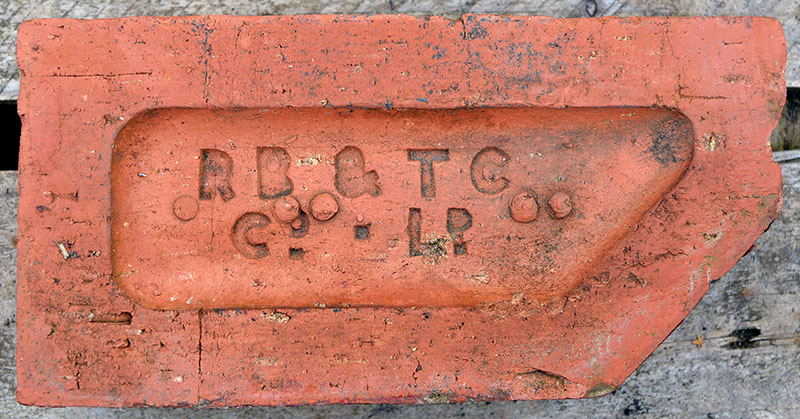 RB & TC
Cº. LD.